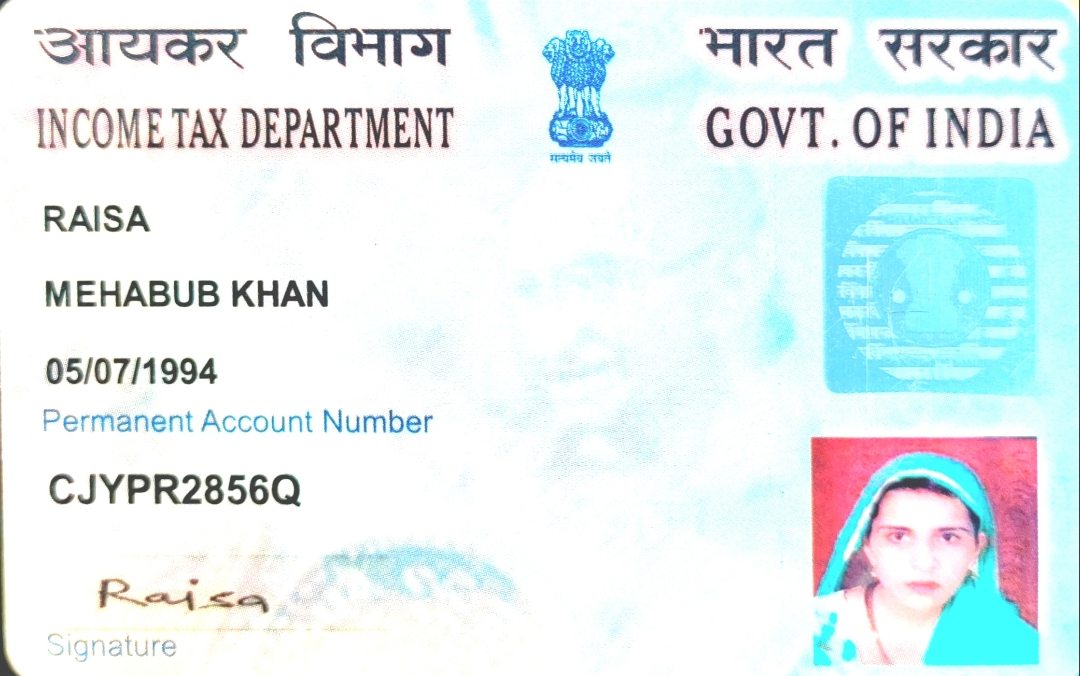 आयकर विभाग
भारत सरकार
INCOME TAX DEPARTMENT
GOVT. OF INDIA
सत्यमेव जयते
RAISA
MEHABUB KHAN
05/07/1994
Permanent Account Number
CJYPR2856Q
Raisa
Signature